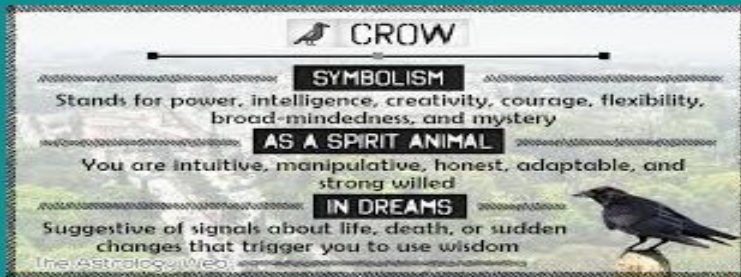 CROW
SYMBOLISM
Stands for power, intelligence, creativity, courage, flexibility,
broad-mindedness, and mystery
AS A SPIRIT ANIMAL
You are intuitive, manipulative, honest, adaptable, and
strong willed
IN DREAMS
Suggestive of signals about life, death, or sudden
changes that trigger you to use wisdom
The Astrology Web